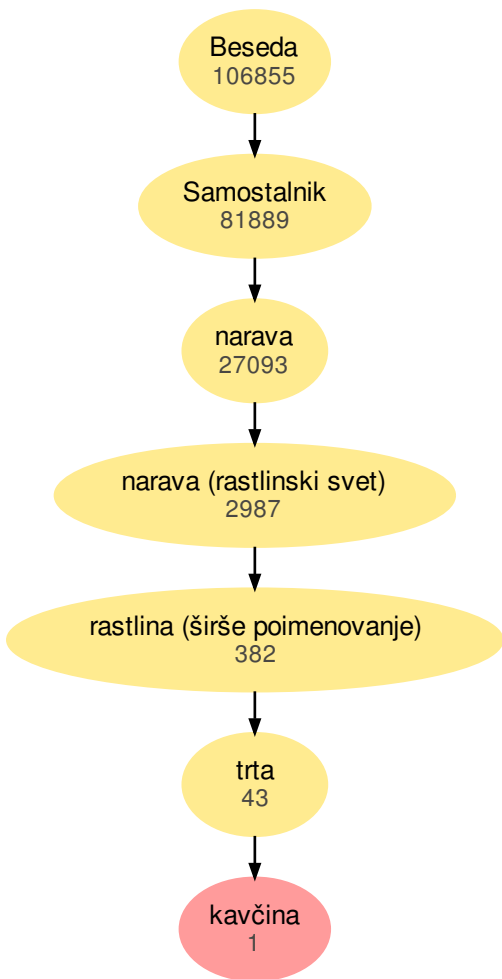 Beseda
106855
Samostalnik
81889
narava
27093
narava (rastlinski svet)
2987
rastlina (širše poimenovanje)
382
trta
43
kavčina
1